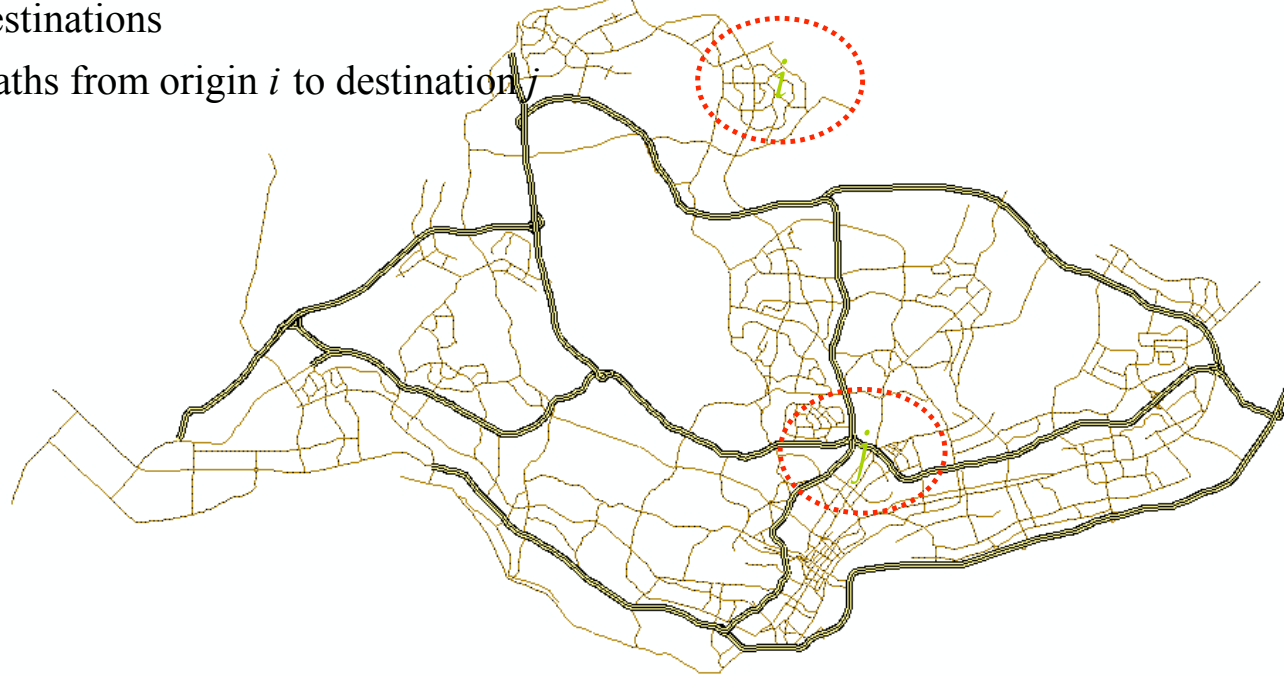 estinations
aths from origin i to destination j
i
j